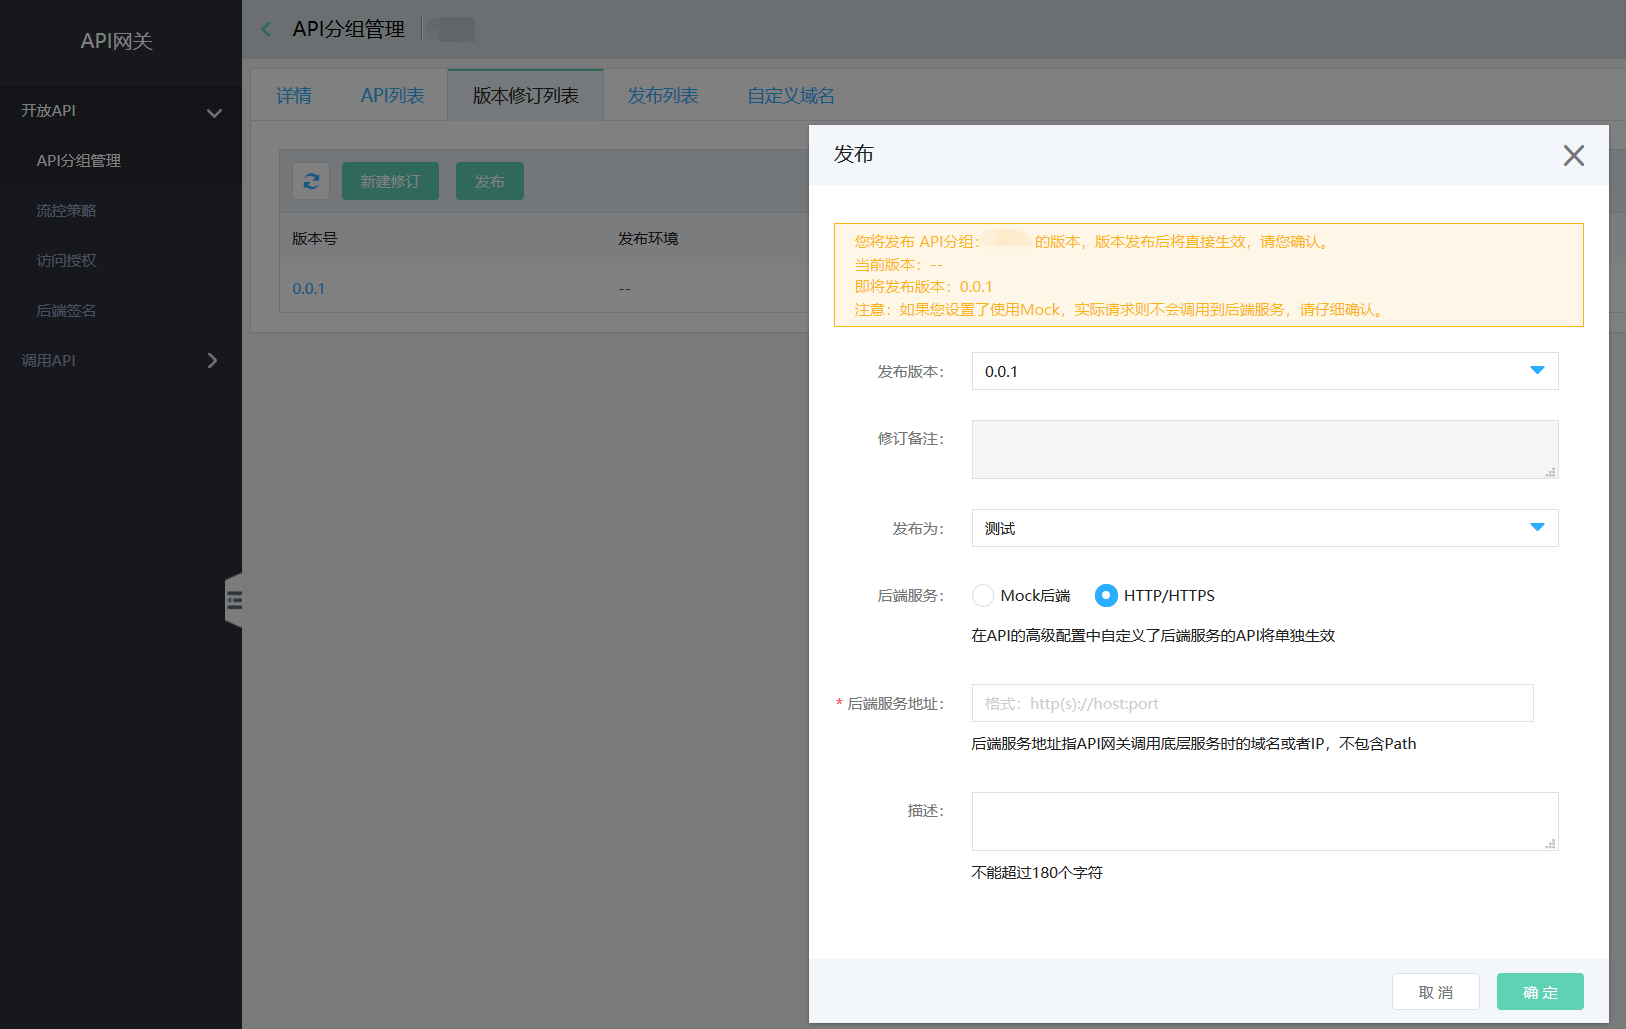 API网关
开放API
API分组管理
流控策略
访问授权
后端签名
调用API
API分组管理
详情 API列表 版本修订列表 发布列表 自定义域名
新建修订 发布
版本号 发布环境
0.0.1 --
发布
您将发布 API分组: 的版本，版本发布后将直接生效，请您确认。
当前版本：--
即将发布版本：0.0.1
注意：如果您设置了使用Mock，实际请求则不会调用到后端服务，请仔细确认。
发布版本： 0.0.1
修订备注：
发布为： 测试
后端服务： Mock后端 HTTP/HTTPS
在API的高级配置中自定义了后端服务的API将单独生效
* 后端服务地址： 格式：http(s)://host:port
后端服务地址指API网关调用底层服务时的域名或者IP，不包含Path
描述：
不能超过180个字符
取消 确定